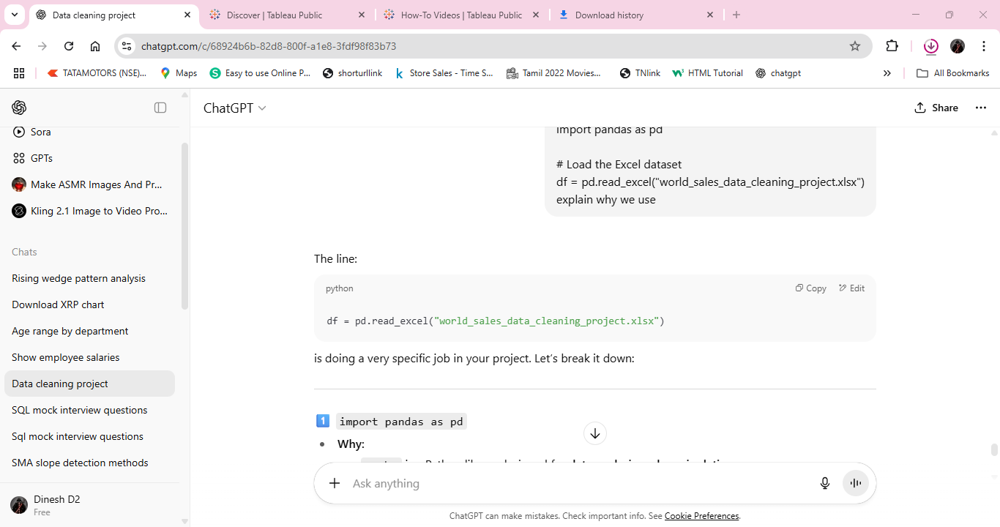 Data cleaning project
Discover | Tableau Public
How-To Videos | Tableau Public
Download history
chatgpt.com/c/68924b6b-82d8-800f-a1e8-3fdf98f83b73
TATAMOTORS (NSE)...
Maps
Easy to use Online P...
shorturllink
Store Sales - Time S...
Tamil 2022 Movies...
TNlink
HTML Tutorial
chatgpt
All Bookmarks
ChatGPT
Share
Sora
GPTs
Make ASMR Images And Pr...
Kling 2.1 Image to Video Pro...
Chats
Rising wedge pattern analysis
Download XRP chart
Age range by department
Show employee salaries
Data cleaning project
SQL mock interview questions
Sql mock interview questions
SMA slope detection methods
Dinesh D2
Free
import pandas as pd
# Load the Excel dataset
df = pd.read_excel("world_sales_data_cleaning_project.xlsx")
explain why we use
The line:
python
Copy
Edit
df = pd.read_excel("world_sales_data_cleaning_project.xlsx")
is doing a very specific job in your project. Let's break it down:
1 import pandas as pd
Why:
Ask anything
ChatGPT can make mistakes. Check important info. See Cookie Preferences.